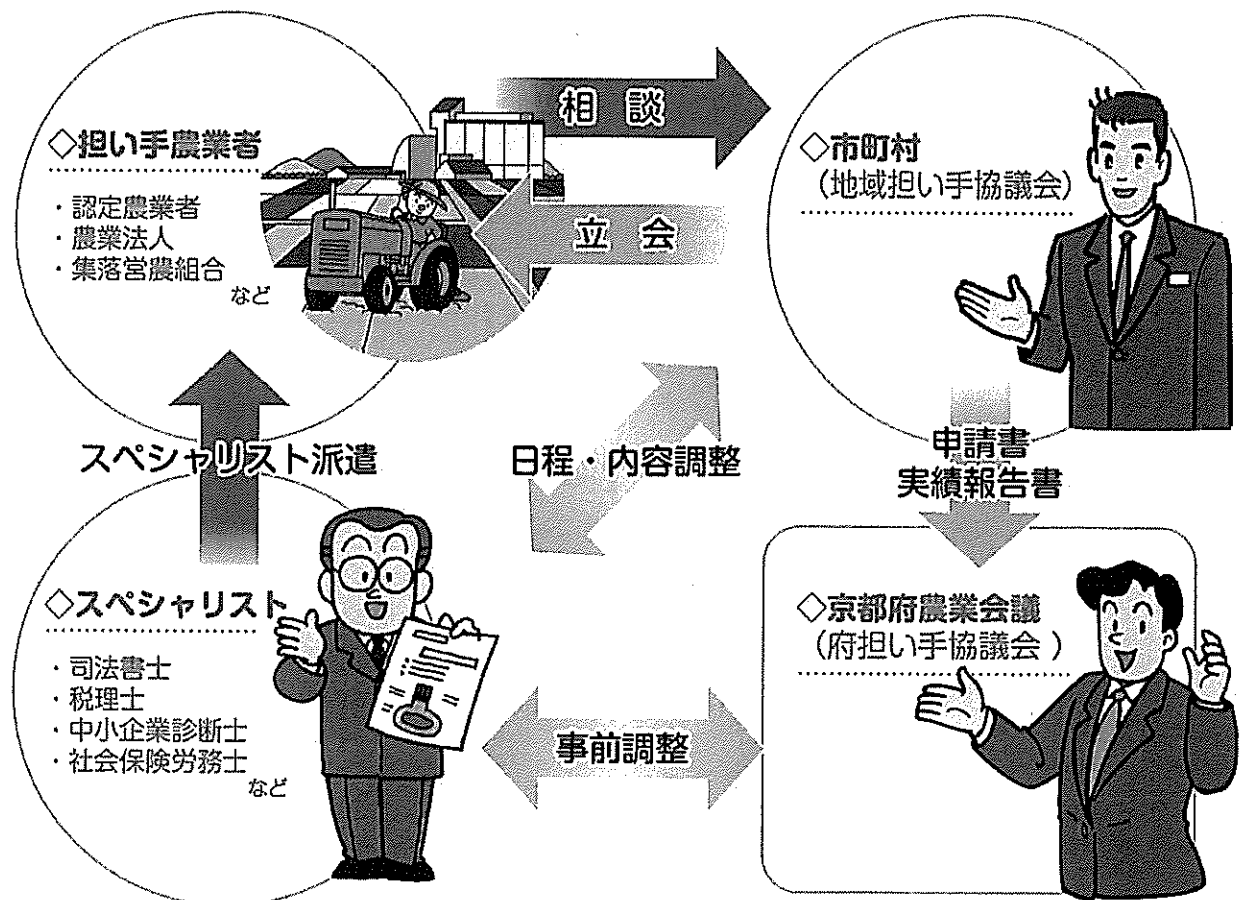 ◇担い手農業者
・認定農業者
・農業法人
・集落営農組合
など
相談
立会
◇市町村
（地域担い手協議会）
スペシャリスト派遣
日程・内容調整
申請書
実績報告書
◇スペシャリスト
・司法書士
・税理士
・中小企業診断士
・社会保険労務士
など
事前調整
◇京都府農業会議
（府担い手協議会）